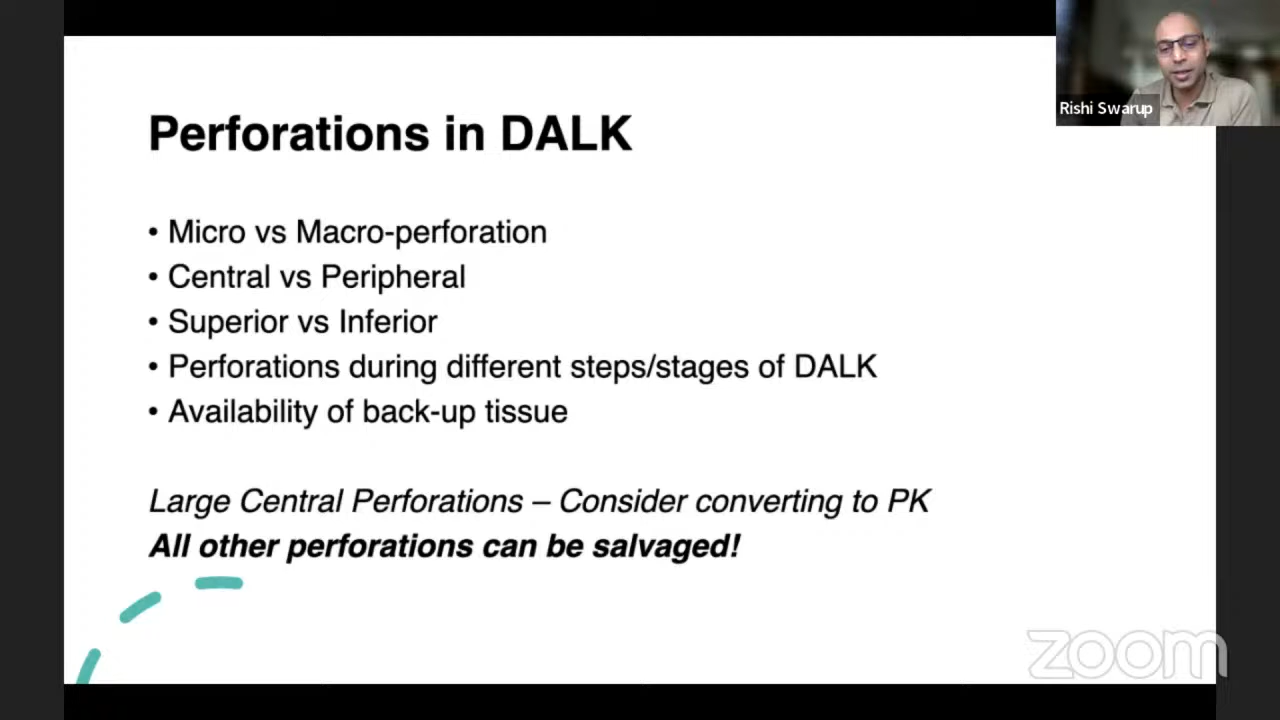 Rishi Swarup
Perforations in DALK
• Micro vs Macro-perforation
• Central vs Peripheral
• Superior vs Inferior
• Perforations during different steps/stages of DALK
• Availability of back-up tissue
Large Central Perforations – Consider converting to PK
All other perforations can be salvaged!
zoom